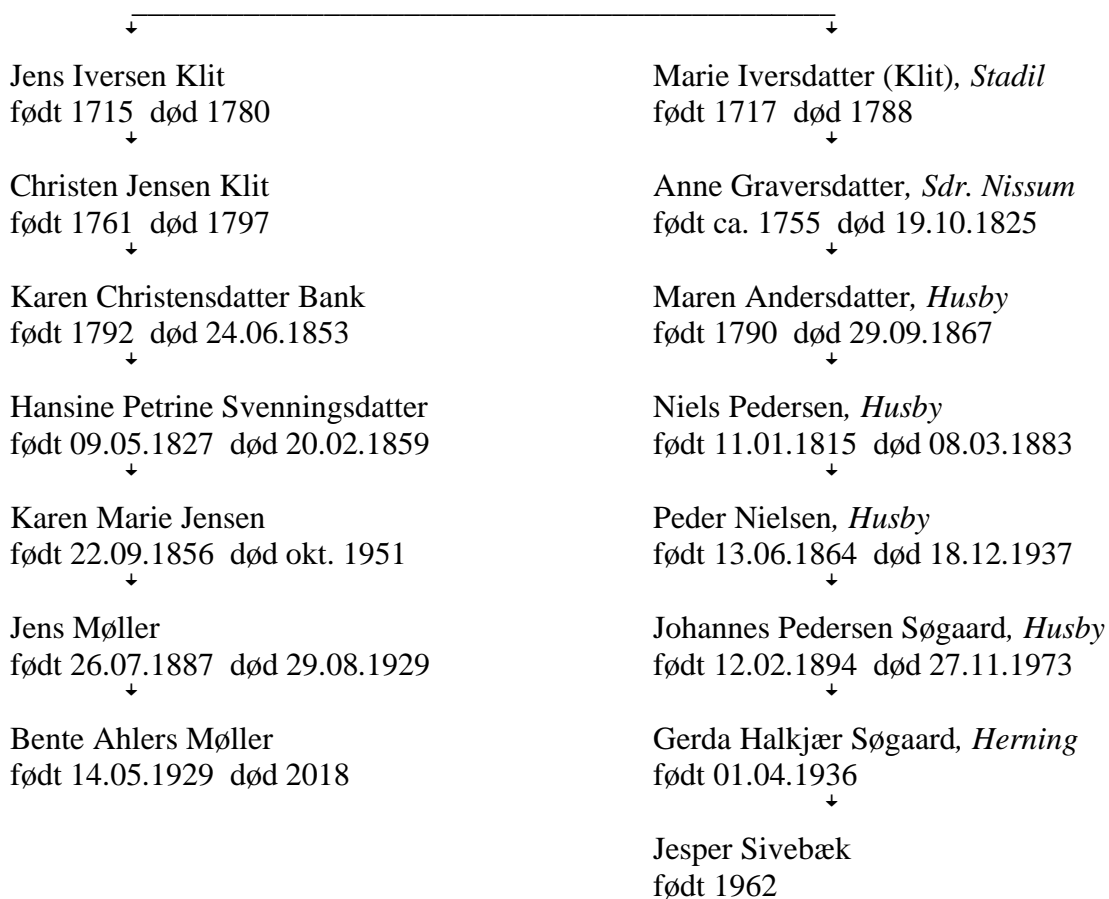 Jens Iversen Klit
født 1715  død 1780
Christen Jensen Klit
født 1761  død 1797
Karen Christensdatter Bank
født 1792  død 24.06.1853
Hansine Petrine Svenningsdatter
født 09.05.1827  død 20.02.1859
Karen Marie Jensen
født 22.09.1856  død okt. 1951
Jens Møller
født 26.07.1887  død 29.08.1929
Bente Ahlers Møller
født 14.05.1929  død 2018
Marie Iversdatter (Klit), Stadil
født 1717  død 1788
Anne Graversdatter, Sdr. Nissum
født ca. 1755  død 19.10.1825
Maren Andersdatter, Husby
født 1790  død 29.09.1867
Niels Pedersen, Husby
født 11.01.1815  død 08.03.1883
Peder Nielsen, Husby
født 13.06.1864  død 18.12.1937
Johannes Pedersen Søgaard, Husby
født 12.02.1894  død 27.11.1973
Gerda Halkjær Søgaard, Herning
født 01.04.1936
Jesper Sivebæk
født 1962